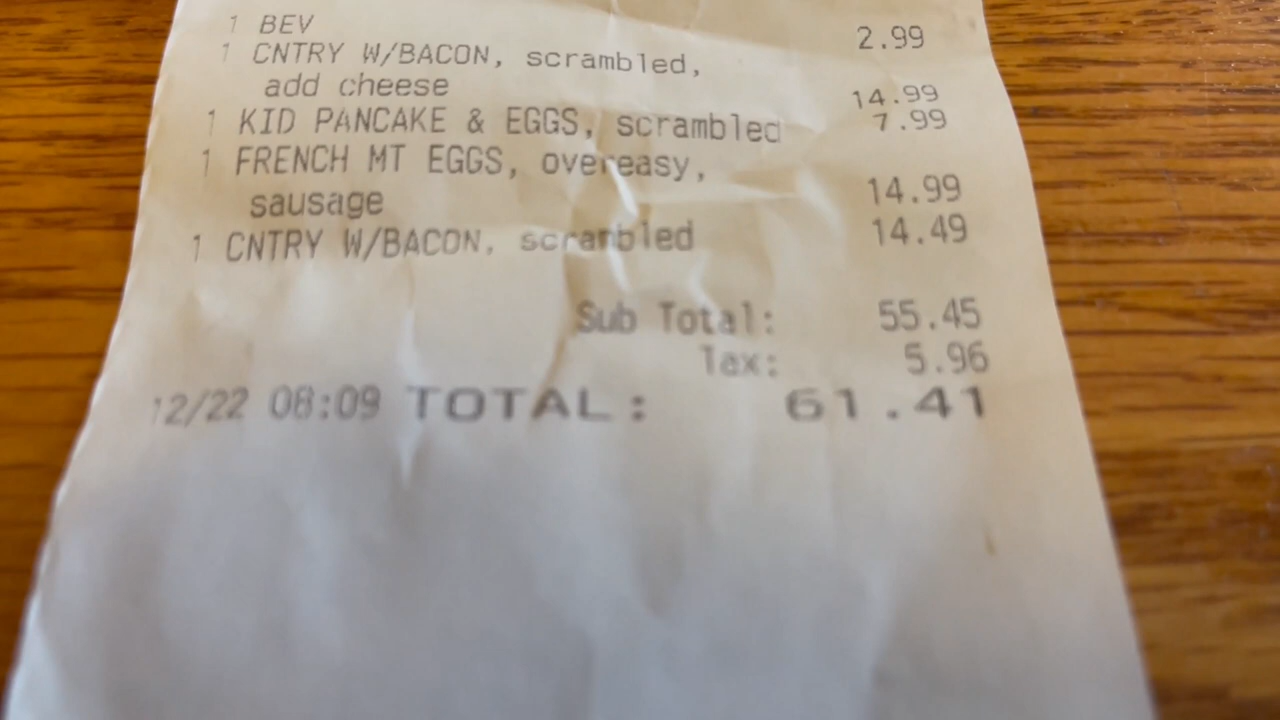 1 BEV 2.99
1 CNTRY W/BACON, scrambled,
add cheese 14.99
1 KID PANCAKE & EGGS, scrambled 7.99
1 FRENCH MT EGGS, overeasy,
sausage 14.99
1 CNTRY W/BACON, scrambled 14.49
Sub Total: 55.45
Tax: 5.96
12/22 08:09 TOTAL: 61.41